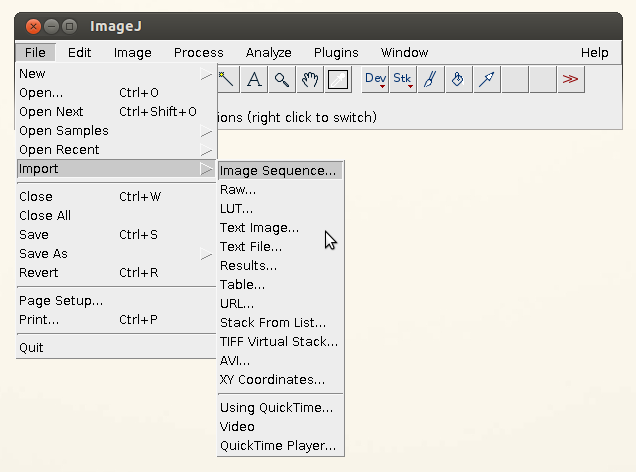 ImageJ
File Edit Image Process Analyze Plugins Window Help
New
Open... Ctrl+O
Open Next Ctrl+Shift+O
Open Samples
Open Recent
Import
Close Ctrl+W
Close All
Save Ctrl+S
Save As
Revert Ctrl+R
Page Setup...
Print... Ctrl+P
Quit
A Dev Stk >>
ions (right click to switch)
Image Sequence...
Raw...
LUT...
Text Image...
Text File...
Results...
Table...
URL...
Stack From List...
TIFF Virtual Stack...
AVI...
XY Coordinates...
Using QuickTime...
Video
QuickTime Player...